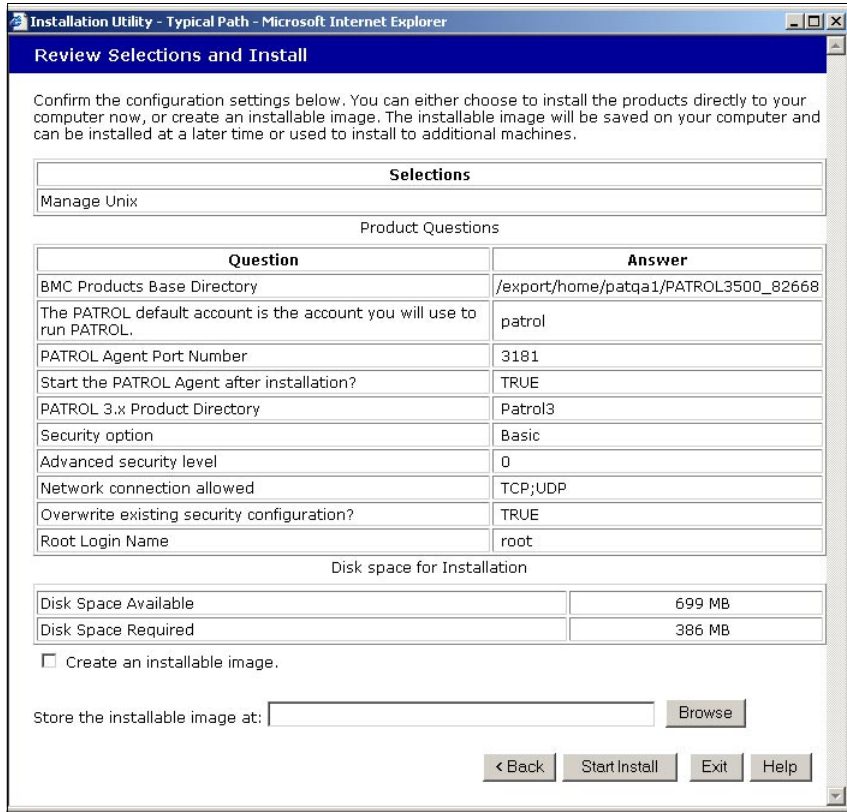 Installation Utility - Typical Path - Microsoft Internet Explorer
Review Selections and Install
Confirm the configuration settings below. You can either choose to install the products directly to your
computer now, or create an installable image. The installable image will be saved on your computer and
can be installed at a later time or used to install to additional machines.
Selections
Manage Unix
Product Questions
Question Answer
BMC Products Base Directory /export/home/patqa1/PATROL3500_82668
The PATROL default account is the account you will use to
run PATROL. patrol
PATROL Agent Port Number 3181
Start the PATROL Agent after installation? TRUE
PATROL 3.x Product Directory Patrol3
Security option Basic
Advanced security level 0
Network connection allowed TCP;UDP
Overwrite existing security configuration? TRUE
Root Login Name root
Disk space for Installation
Disk Space Available 699 MB
Disk Space Required 386 MB
Create an installable image.
Store the installable image at: Browse
< Back Start Install Exit Help